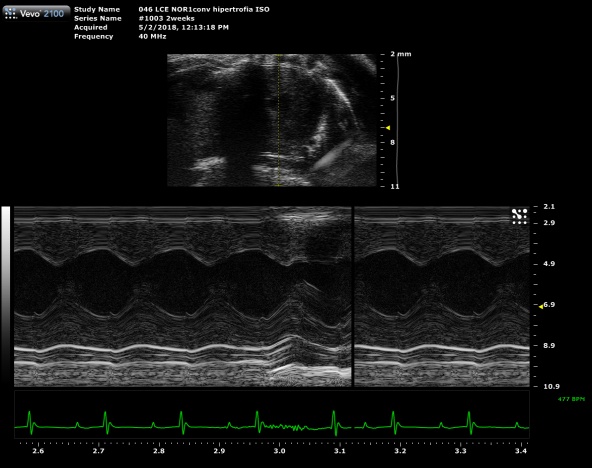 Vevo 2100
Study Name 046 LCE NOR1conv hipertrofia ISO
Series Name #1003 2weeks
Acquired 5/2/2018, 12:13:18 PM
Frequency 40 MHz
2 mm
5
8
11
2.1
2.9
4.9
6.9
8.9
10.9
477 BPM
2.6 2.7 2.8 2.9 3.0 3.1 3.2 3.3 3.4